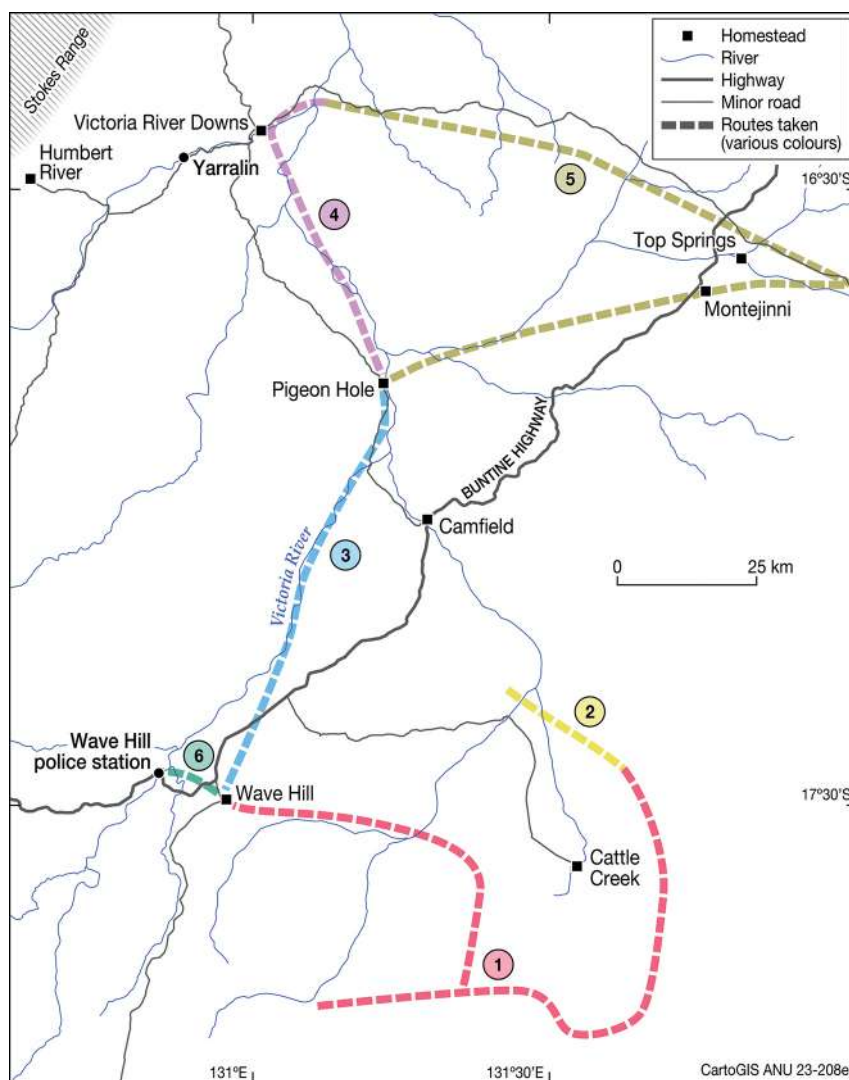 Stokes Range
Homestead
River
Highway
Minor road
Routes taken
(various colours)
Victoria River Downs
Humbert
River
Yarralin
16°30'S
5
4
Top Springs
Montejinni
Pigeon Hole
BUNTINE HIGHWAY
Camfield
3
Victoria River
0
25 km
2
Wave Hill
police station
6
Wave Hill
17°30'S
Cattle
Creek
1
131°E
131°30'E
CartoGIS ANU 23-208e